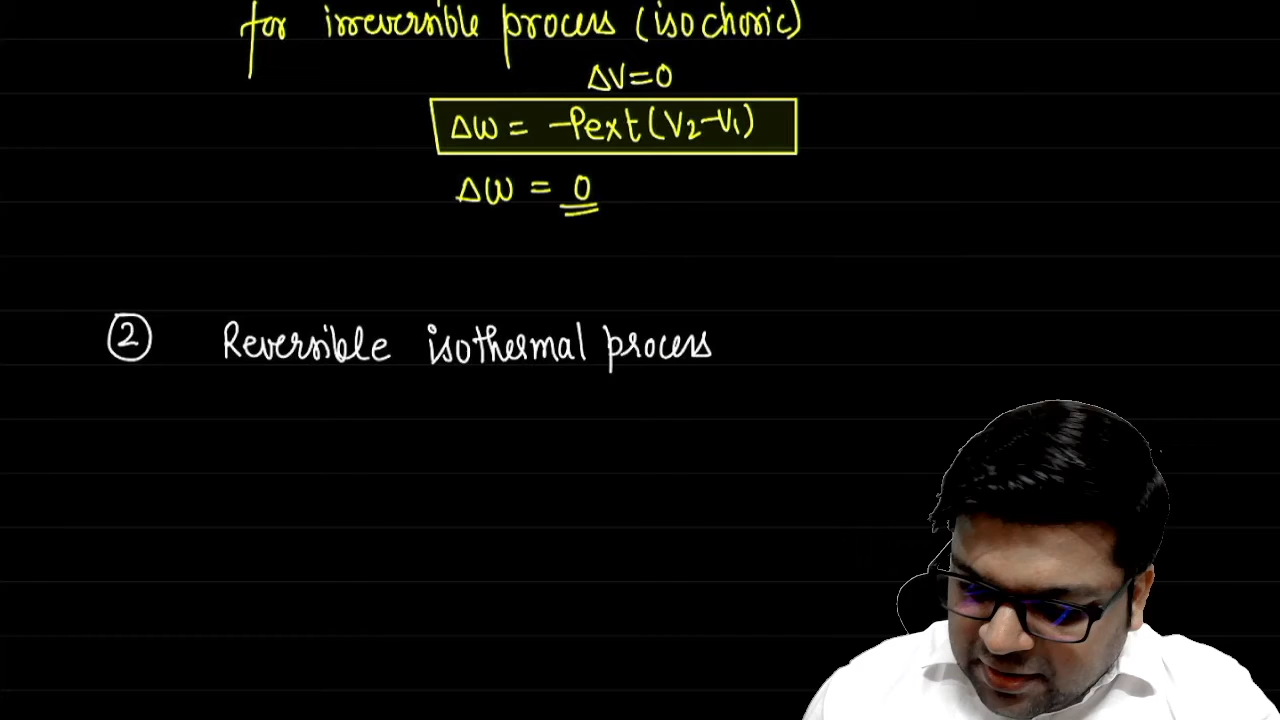 for irreversible process (isochoric)
ΔV=0
ΔW = -Pext(V₂-V₁)
ΔW = 0
② Reversible isothermal process